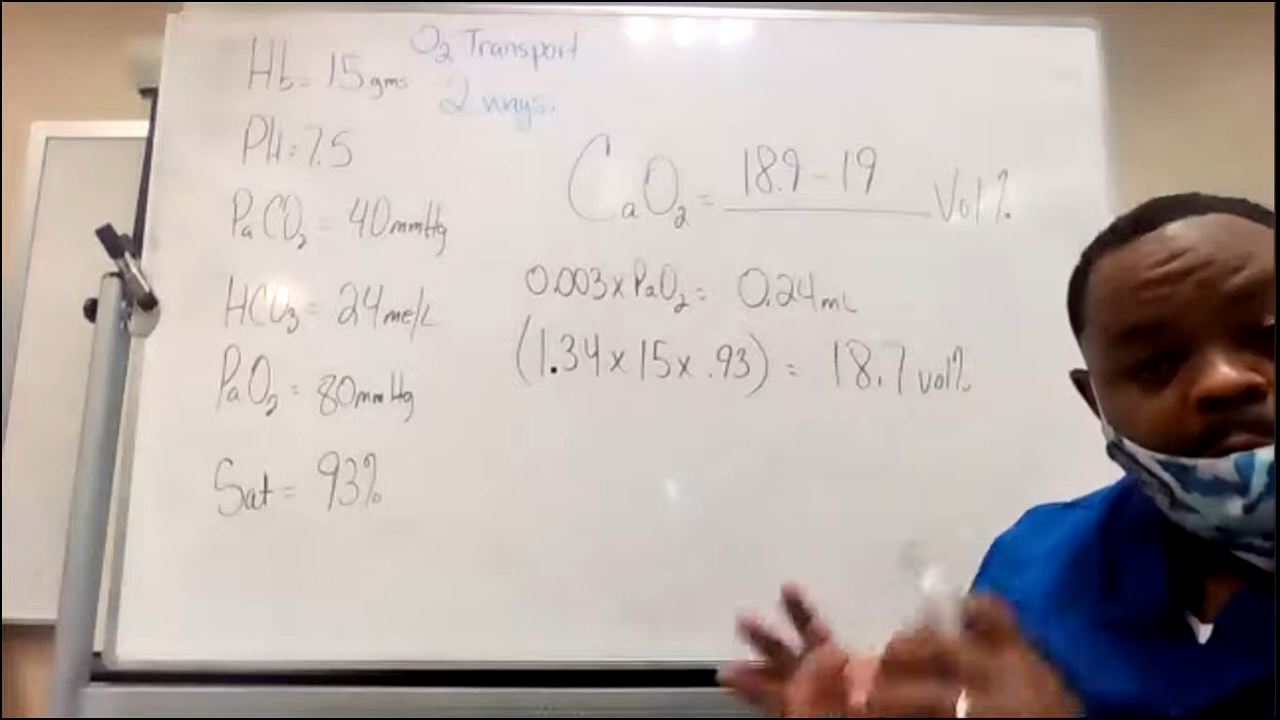 O₂ Transport
2 ways.
Hb = 15gms
PH = 7.5
PaCO₂ = 40mmHg
HCO₃ = 24me/L
PaO₂ = 80mmHg
Sat = 93%
CaO₂ = 18.9 - 19 Vol %
0.003 x PaO₂ = 0.24mL
(1.34 x 15 x .93) = 18.7 vol%